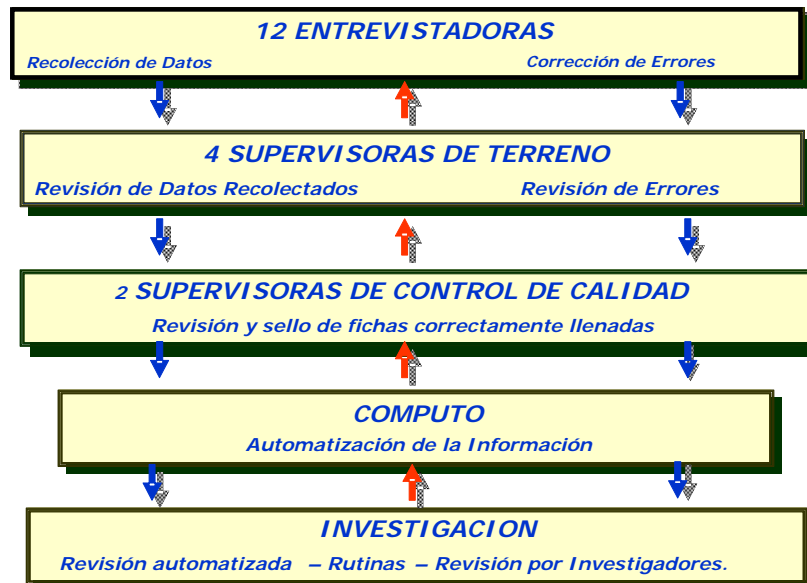 12 ENTREVISTADORAS
Recolección de Datos Corrección de Errores
4 SUPERVISORAS DE TERRENO
Revisión de Datos Recolectados Revisión de Errores
2 SUPERVISORAS DE CONTROL DE CALIDAD
Revisión y sello de fichas correctamente llenadas
COMPUTO
Automatización de la Información
INVESTIGACION
Revisión automatizada – Rutinas – Revisión por Investigadores.